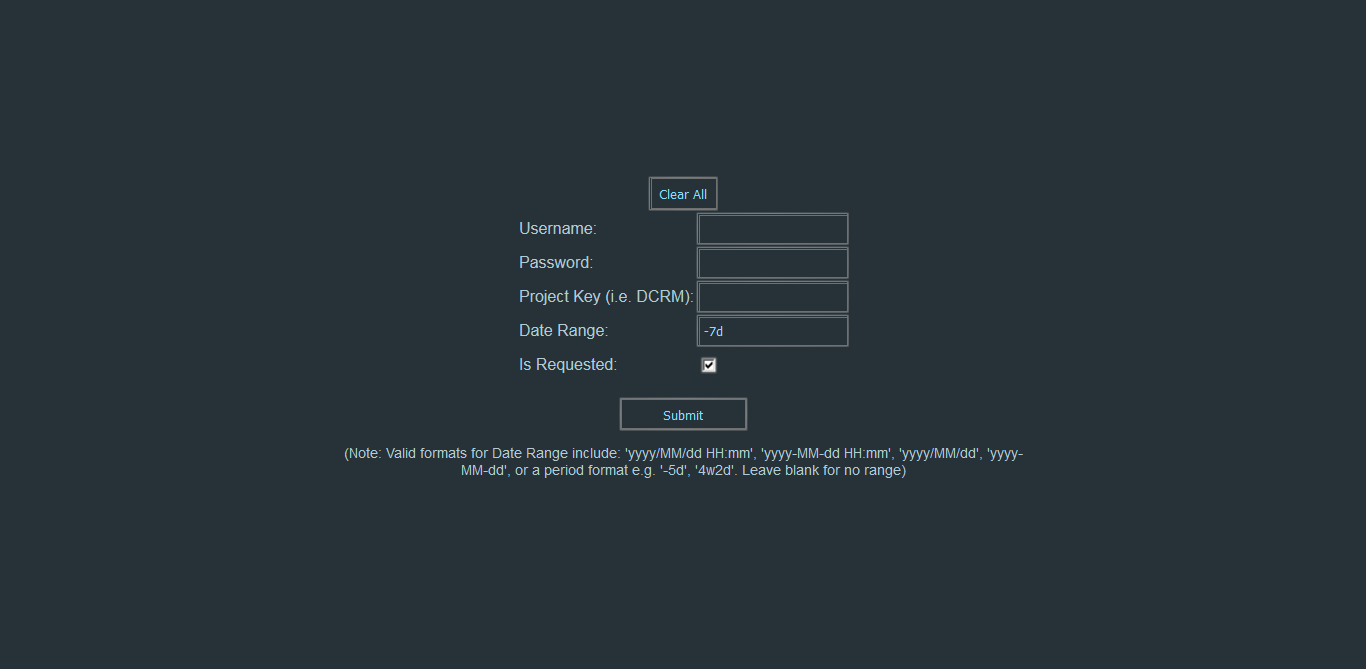 Clear All
Username:
Password:
Project Key (i.e. DCRM):
Date Range: -7d
Is Requested:
Submit
(Note: Valid formats for Date Range include: 'yyyy/MM/dd HH:mm', 'yyyy-MM-dd HH:mm', 'yyyy/MM/dd', 'yyyy-
MM-dd', or a period format e.g. '-5d', '4w2d'. Leave blank for no range)